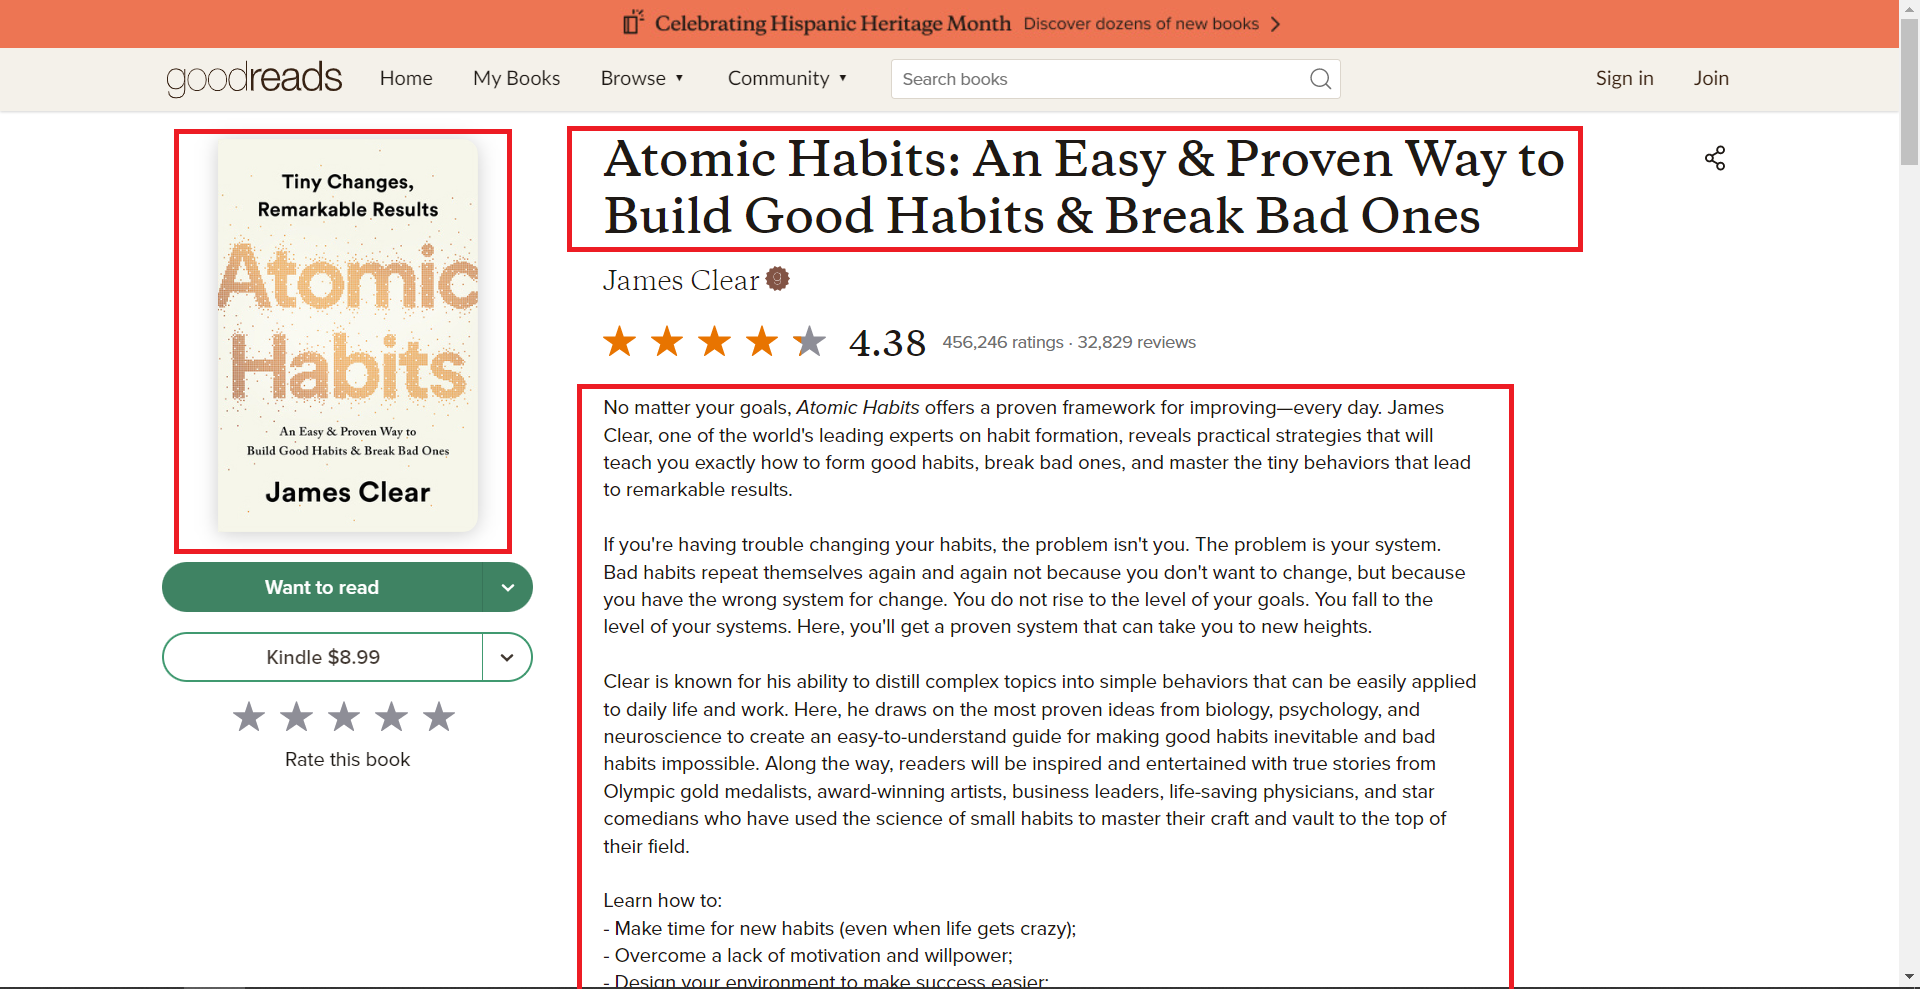 Celebrating Hispanic Heritage Month Discover dozens of new books
goodreads Home My Books Browse ▼ Community ▼ Search books Sign in Join
Tiny Changes,
Remarkable Results
Atomic
Habits
An Easy & Proven Way to
Build Good Habits & Break Bad Ones
James Clear
Want to read
Kindle $8.99
Rate this book
Atomic Habits: An Easy & Proven Way to
Build Good Habits & Break Bad Ones
James Clear g
4.38 456,246 ratings · 32,829 reviews
No matter your goals, Atomic Habits offers a proven framework for improving—every day. James
Clear, one of the world's leading experts on habit formation, reveals practical strategies that will
teach you exactly how to form good habits, break bad ones, and master the tiny behaviors that lead
to remarkable results.
If you're having trouble changing your habits, the problem isn't you. The problem is your system.
Bad habits repeat themselves again and again not because you don't want to change, but because
you have the wrong system for change. You do not rise to the level of your goals. You fall to the
level of your systems. Here, you'll get a proven system that can take you to new heights.
Clear is known for his ability to distill complex topics into simple behaviors that can be easily applied
to daily life and work. Here, he draws on the most proven ideas from biology, psychology, and
neuroscience to create an easy-to-understand guide for making good habits inevitable and bad
habits impossible. Along the way, readers will be inspired and entertained with true stories from
Olympic gold medalists, award-winning artists, business leaders, life-saving physicians, and star
comedians who have used the science of small habits to master their craft and vault to the top of
their field.
Learn how to:
- Make time for new habits (even when life gets crazy);
- Overcome a lack of motivation and willpower;
- Design your environment to make success easier;